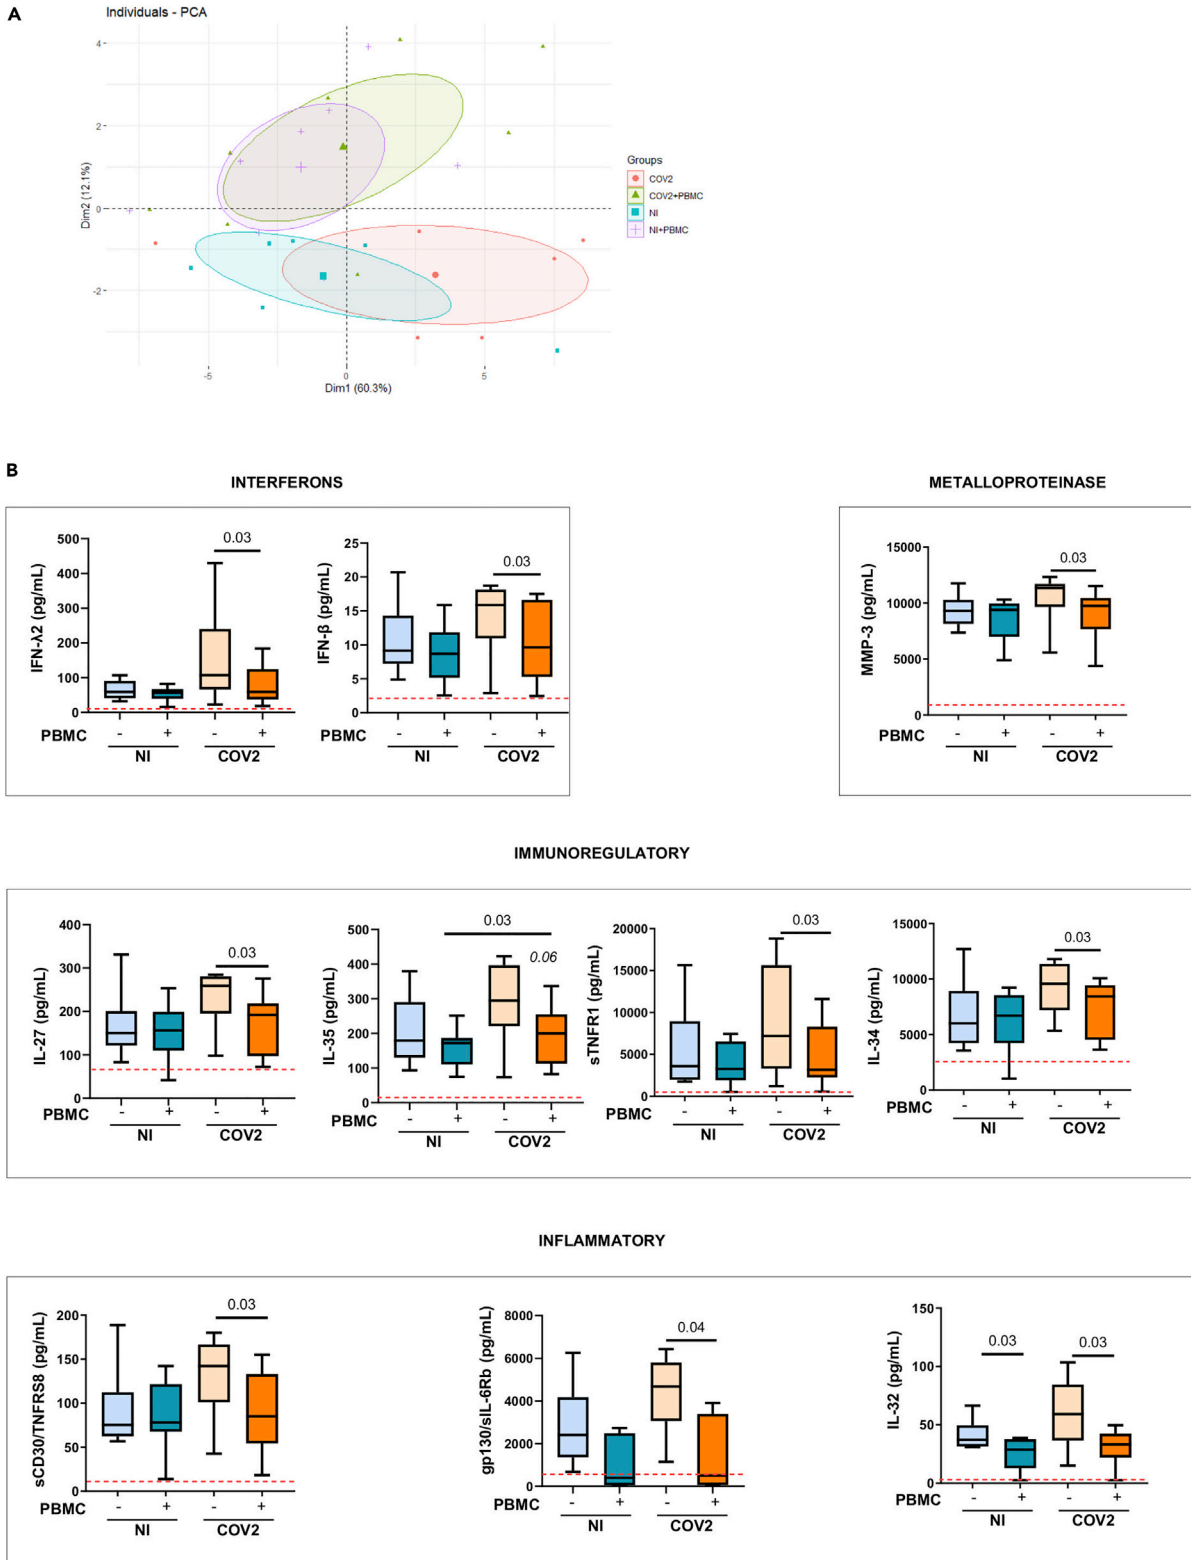 A
Individuals - PCA
4
2
0
-2
Dim2 (12.1%)
-5
0
5
Dim1 (60.3%)
Groups
COV2
COV2+PBMC
NI
NI+PBMC
B
INTERFERONS
METALLOPROTEINASE
IFN-λ2 (pg/mL)
500
400
300
200
100
0
0.03
PBMC - + - +
NI COV2
IFN-β (pg/mL)
25
20
15
10
5
0
0.03
- + - +
NI COV2
MMP-3 (pg/mL)
15000
10000
5000
0
0.03
PBMC - + - +
NI COV2
IMMUNOREGULATORY
IL-27 (pg/mL)
400
300
200
100
0
0.03
PBMC - + - +
NI COV2
IL-35 (pg/mL)
500
400
300
200
100
0
0.03
0.06
PBMC - + - +
NI COV2
sTNFR1 (pg/mL)
20000
15000
10000
5000
0
0.03
- + - +
NI COV2
IL-34 (pg/mL)
15000
10000
5000
0
0.03
PBMC - + - +
NI COV2
INFLAMMATORY
sCD30/TNFRS8 (pg/mL)
200
150
100
50
0
0.03
PBMC - + - +
NI COV2
gp130/sIL-6Rb (pg/mL)
8000
6000
4000
2000
0
0.04
PBMC - + - +
NI COV2
IL-32 (pg/mL)
150
100
50
0
0.03
0.03
PBMC - + - +
NI COV2